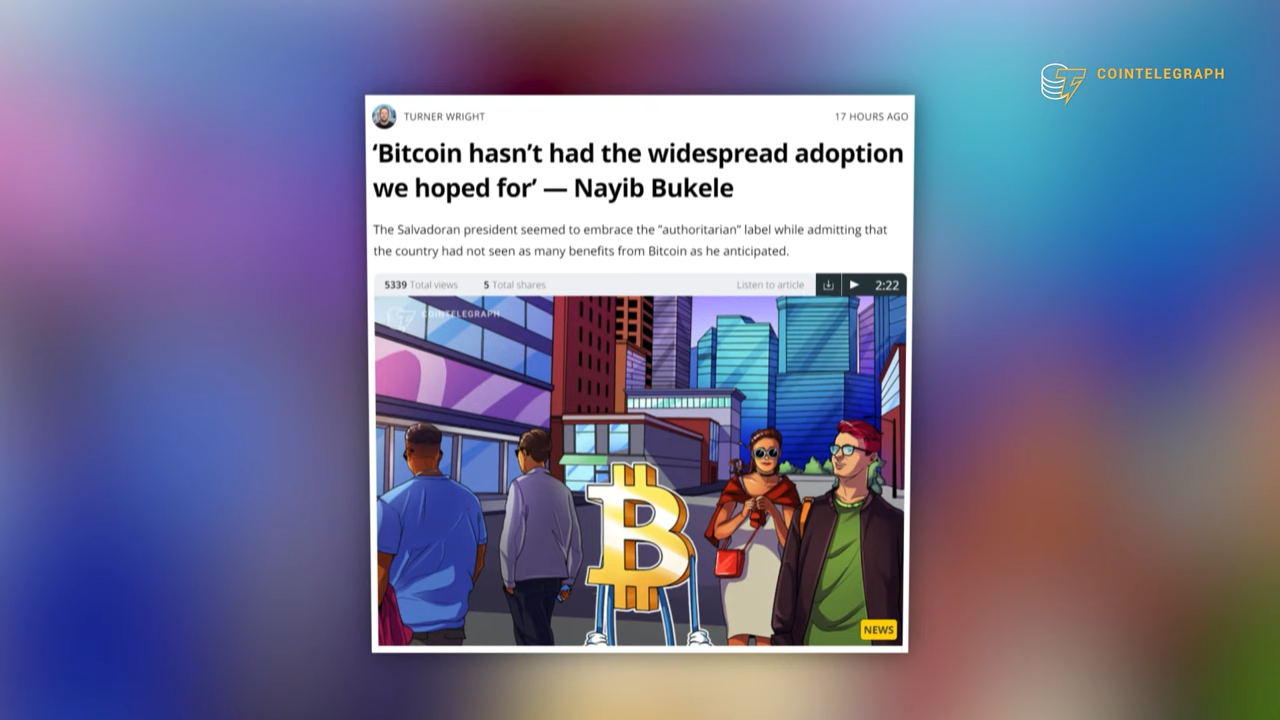 COINTELEGRAPH
TURNER WRIGHT
17 HOURS AGO
‘Bitcoin hasn’t had the widespread adoption
we hoped for’ — Nayib Bukele
The Salvadoran president seemed to embrace the "authoritarian" label while admitting that
the country had not seen as many benefits from Bitcoin as he anticipated.
5339 Total views 5 Total shares Listen to article 2:22
COINTELEGRAPH
NEWS